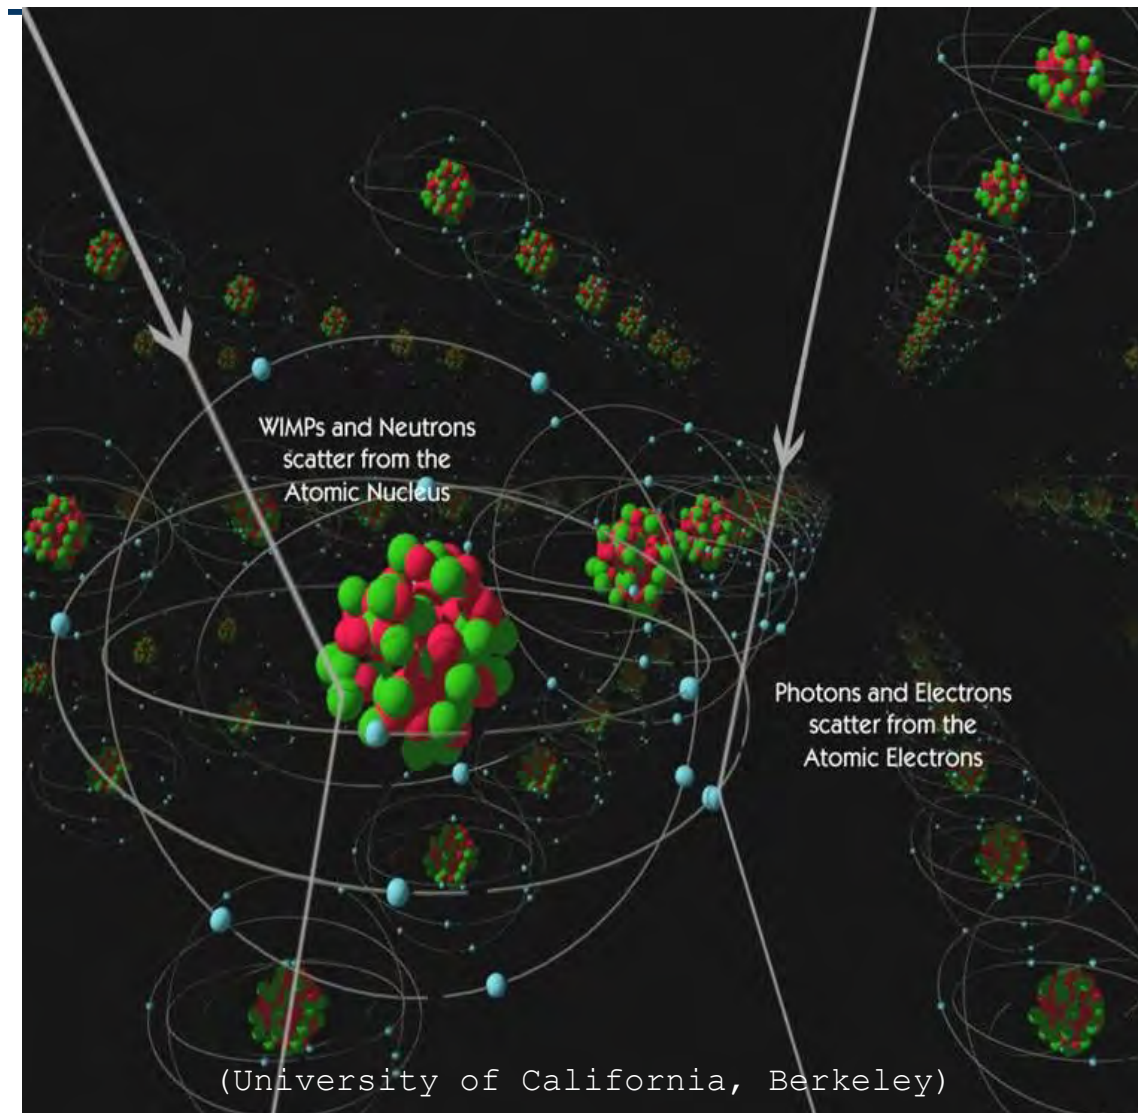 WIMPs and Neutrons
scatter from the
Atomic Nucleus
Photons and Electrons
scatter from the
Atomic Electrons
(University of California, Berkeley)